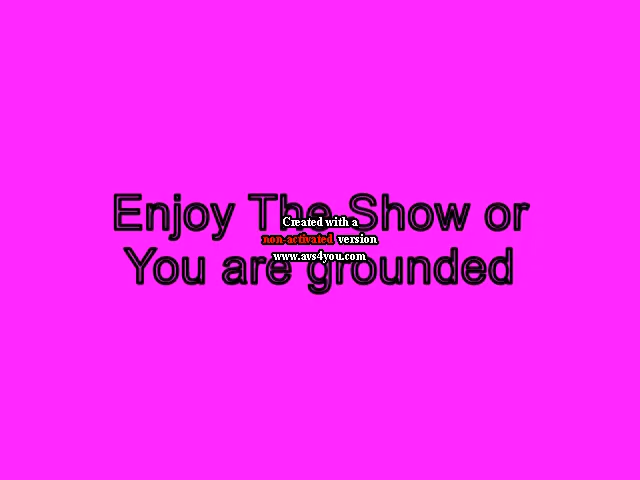 Enjoy The Show or
You are grounded
Created with a
non-activated version
www.avs4you.com